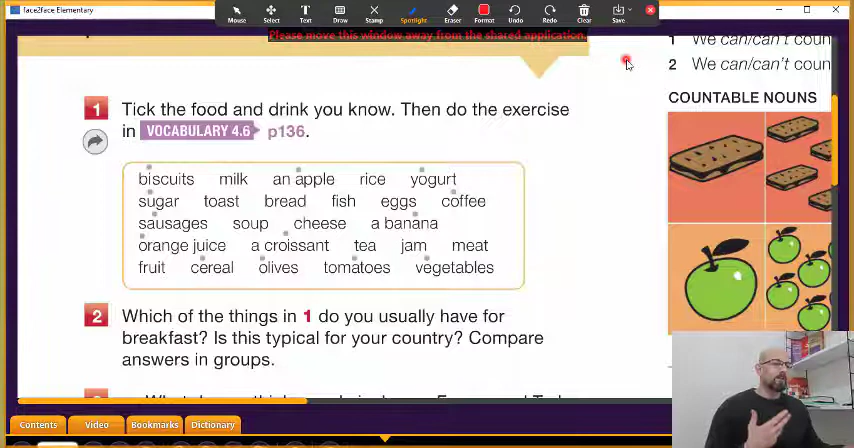 face2face Elementary
Mouse Select Text Draw Stamp Spotlight Eraser Format Undo Redo Clear Save
Please move this window away from the shared application.
1 Tick the food and drink you know. Then do the exercise
in VOCABULARY 4.6 p136.
biscuits milk an apple rice yogurt
sugar toast bread fish eggs coffee
sausages soup cheese a banana
orange juice a croissant tea jam meat
fruit cereal olives tomatoes vegetables
2 Which of the things in 1 do you usually have for
breakfast? Is this typical for your country? Compare
answers in groups.
1 We can/can't coun
2 We can/can't coun
COUNTABLE NOUNS
Contents Video Bookmarks Dictionary